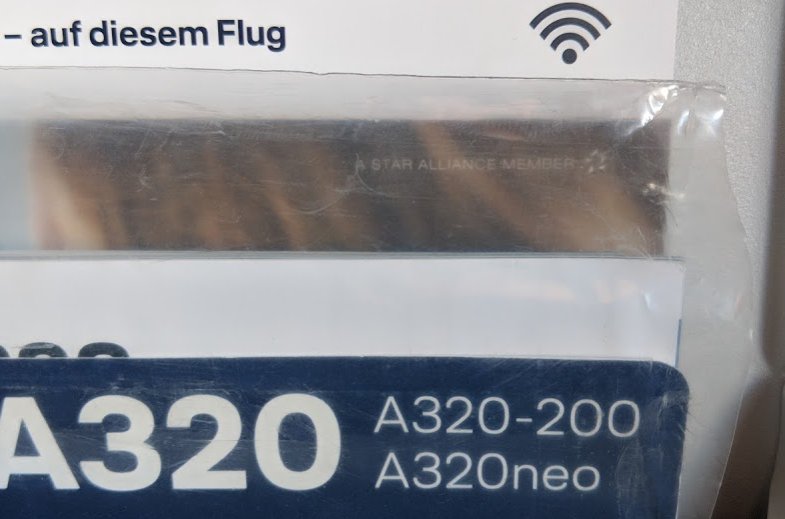 – auf diesem Flug
A STAR ALLIANCE MEMBER
A320
A320-200
A320neo